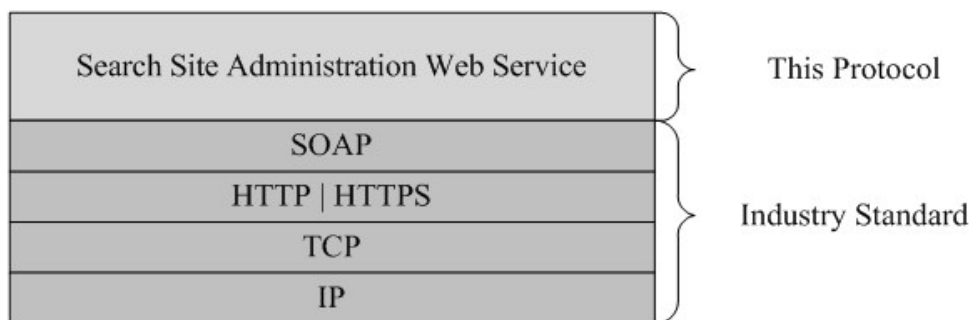 Search Site Administration Web Service
This Protocol
SOAP
HTTP | HTTPS
TCP
IP
Industry Standard